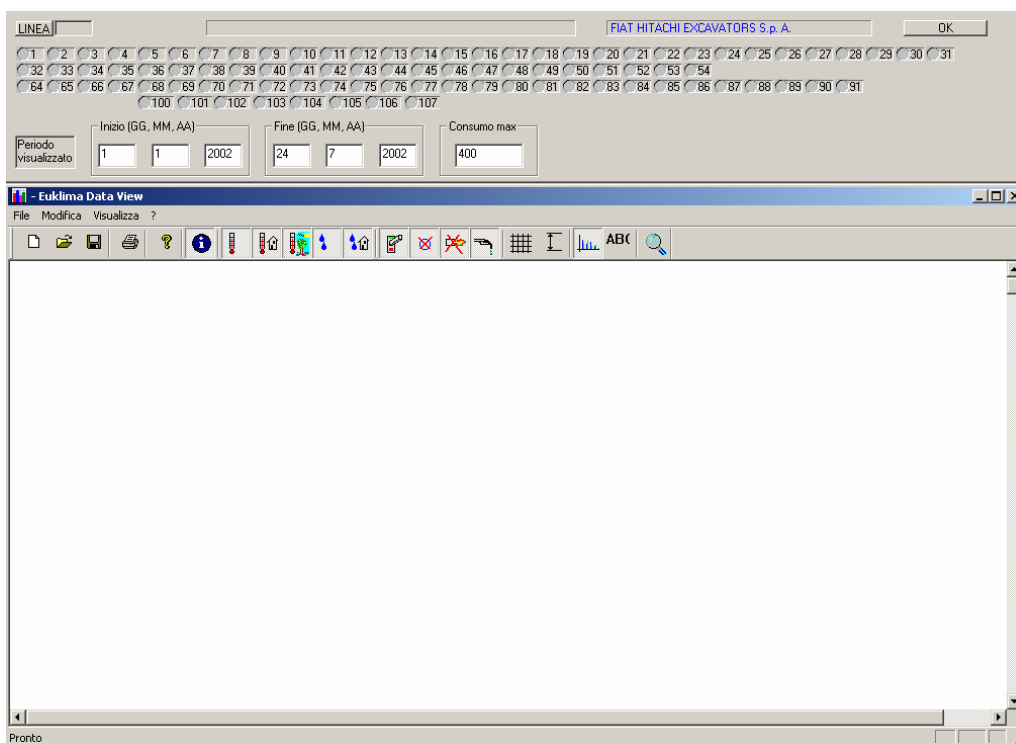 LINEA FIAT HITACHI EXCAVATORS S.p. A. OK
1 2 3 4 5 6 7 8 9 10 11 12 13 14 15 16 17 18 19 20 21 22 23 24 25 26 27 28 29 30 31
32 33 34 35 36 37 38 39 40 41 42 43 44 45 46 47 48 49 50 51 52 53 54
64 65 66 67 68 69 70 71 72 73 74 75 76 77 78 79 80 81 82 83 84 85 86 87 88 89 90 91
100 101 102 103 104 105 106 107
Inizio (GG, MM, AA) Fine (GG, MM, AA) Consumo max
Periodo
visualizzato 1 1 2002 24 7 2002 400
- Euklima Data View
File Modifica Visualizza ?
ABC
Pronto